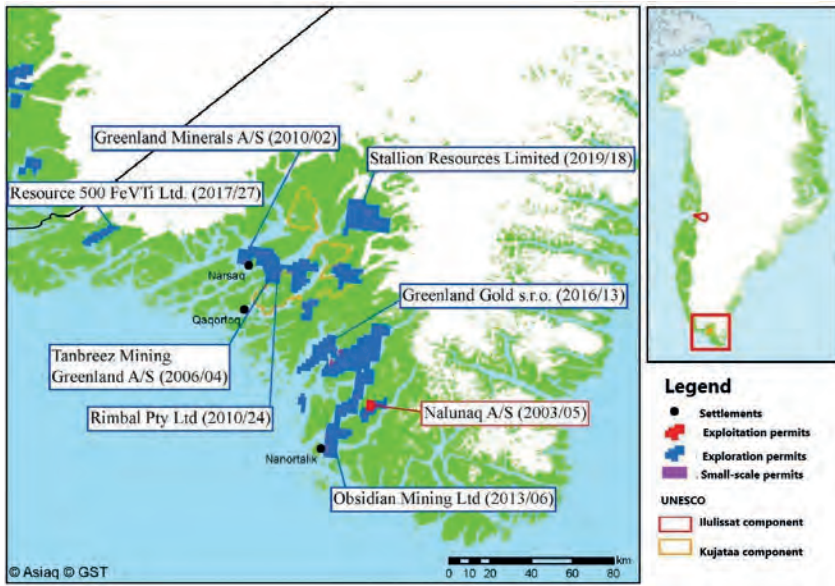 Greenland Minerals A/S (2010/02)
Stallion Resources Limited (2019/18)
Resource 500 FeVTi Ltd. (2017/27)
Narsaq
Qaqortoq
Greenland Gold s.r.o. (2016/13)
Tanbreez Mining
Greenland A/S (2006/04)
Rimbal Pty Ltd (2010/24)
Nalunaq A/S (2003/05)
Nanortalik
Obsidian Mining Ltd (2013/06)
© Asiaq © GST
km
0 10 20 40 60 80
Legend
Settlements
Exploitation permits
Exploration permits
Small-scale permits
UNESCO
Ilulissat component
Kujataa component